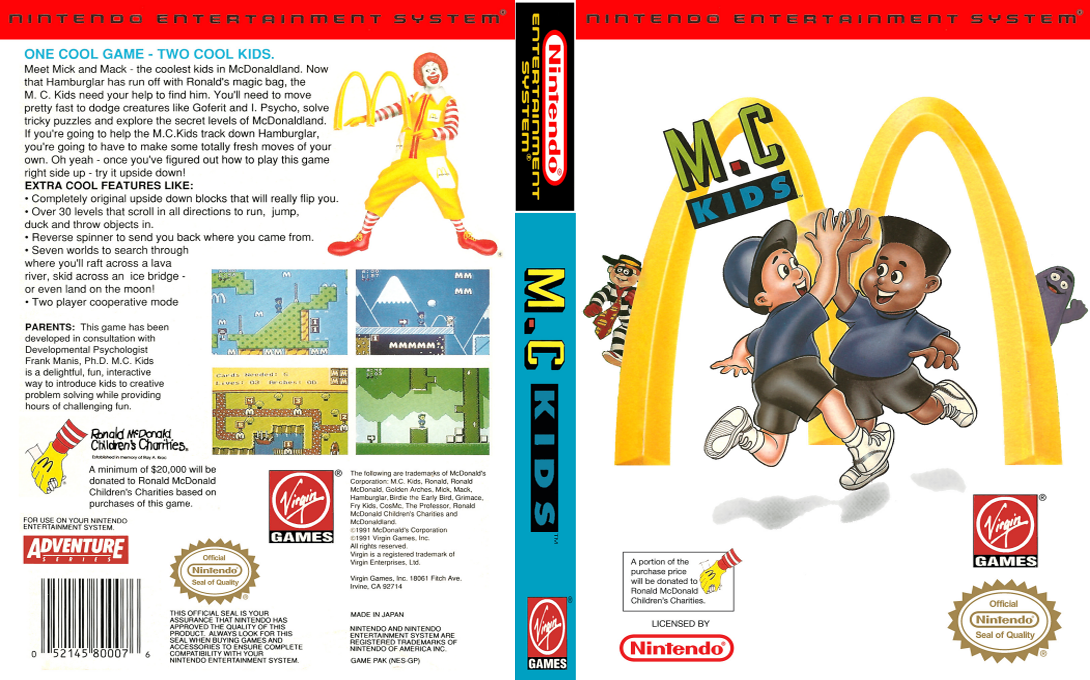 NINTENDO ENTERTAINMENT SYSTEM®
ONE COOL GAME - TWO COOL KIDS.
Meet Mick and Mack - the coolest kids in McDonaldland. Now
that Hamburglar has run off with Ronald's magic bag, the
M. C. Kids need your help to find him. You'll need to move
pretty fast to dodge creatures like Goferit and I. Psycho, solve
tricky puzzles and explore the secret levels of McDonaldland.
If you're going to help the M.C.Kids track down Hamburglar,
you're going to have to make some totally fresh moves of your
own. Oh yeah - once you've figured out how to play this game
right side up - try it upside down!
EXTRA COOL FEATURES LIKE:
• Completely original upside down blocks that will really flip you.
• Over 30 levels that scroll in all directions to run, jump,
duck and throw objects in.
• Reverse spinner to send you back where you came from.
• Seven worlds to search through
where you'll raft across a lava
river, skid across an ice bridge -
or even land on the moon!
• Two player cooperative mode
PARENTS: This game has been
developed in consultation with
Developmental Psychologist
Frank Manis, Ph.D. M.C. Kids
is a delightful, fun, interactive
way to introduce kids to creative
problem solving while providing
hours of challenging fun.
Cards Needed: 5
Lives: 03 Arches: 06
Ronald McDonald
Children's Charities®
Established in memory of Ray A. Kroc
A minimum of $20,000 will be
donated to Ronald McDonald
Children's Charities based on
purchases of this game.
FOR USE ON YOUR NINTENDO
ENTERTAINMENT SYSTEM.
ADVENTURE
SERIES
0 52145 80007 6
Official
Nintendo
Seal of Quality
THIS OFFICIAL SEAL IS YOUR
ASSURANCE THAT NINTENDO HAS
APPROVED THE QUALITY OF THIS
PRODUCT. ALWAYS LOOK FOR THIS
SEAL WHEN BUYING GAMES AND
ACCESSORIES TO ENSURE COMPLETE
COMPATIBILITY WITH YOUR
NINTENDO ENTERTAINMENT SYSTEM.
Virgin®
GAMES
The following are trademarks of McDonald's
Corporation: M.C. Kids, Ronald, Ronald
McDonald, Golden Arches, Mick, Mack,
Hamburglar, Birdie the Early Bird, Grimace,
Fry Kids, CosMc, The Professor, Ronald
McDonald Children's Charities and
McDonaldland.
©1991 McDonald's Corporation
©1991 Virgin Games, Inc.
All rights reserved.
Virgin is a registered trademark of
Virgin Enterprises, Ltd.
Virgin Games, Inc. 18061 Fitch Ave.
Irvine, CA 92714
MADE IN JAPAN
NINTENDO AND NINTENDO
ENTERTAINMENT SYSTEM ARE
REGISTERED TRADEMARKS OF
NINTENDO OF AMERICA INC.
GAME PAK (NES-GP)
Nintendo
ENTERTAINMENT
SYSTEM®
M.C KIDS™
Virgin®
GAMES
NINTENDO ENTERTAINMENT SYSTEM®
M.C
KIDS™
A portion of the
purchase price
will be donated to
Ronald McDonald
Children's Charities.
LICENSED BY
Nintendo®
Virgin®
GAMES
Official
Nintendo
Seal of Quality